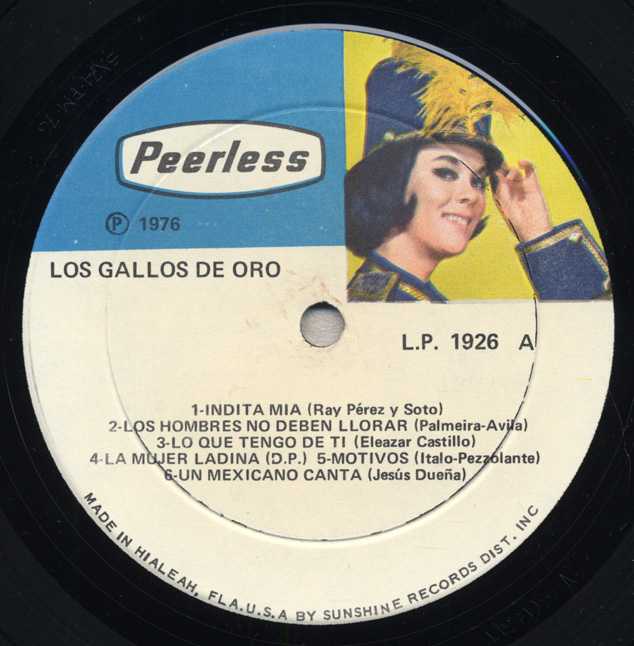 Peerless
℗ 1976
LOS GALLOS DE ORO
L.P. 1926 A
1-INDITA MIA (Ray Pérez y Soto)
2-LOS HOMBRES NO DEBEN LLORAR (Palmeira-Avila)
3-LO QUE TENGO DE TI (Eleazar Castillo)
4-LA MUJER LADINA (D.P.) 5-MOTIVOS (Italo-Pezzolante)
6-UN MEXICANO CANTA (Jesús Dueña)
MADE IN HIALEAH, FLA.U.S.A BY SUNSHINE RECORDS DIST. INC